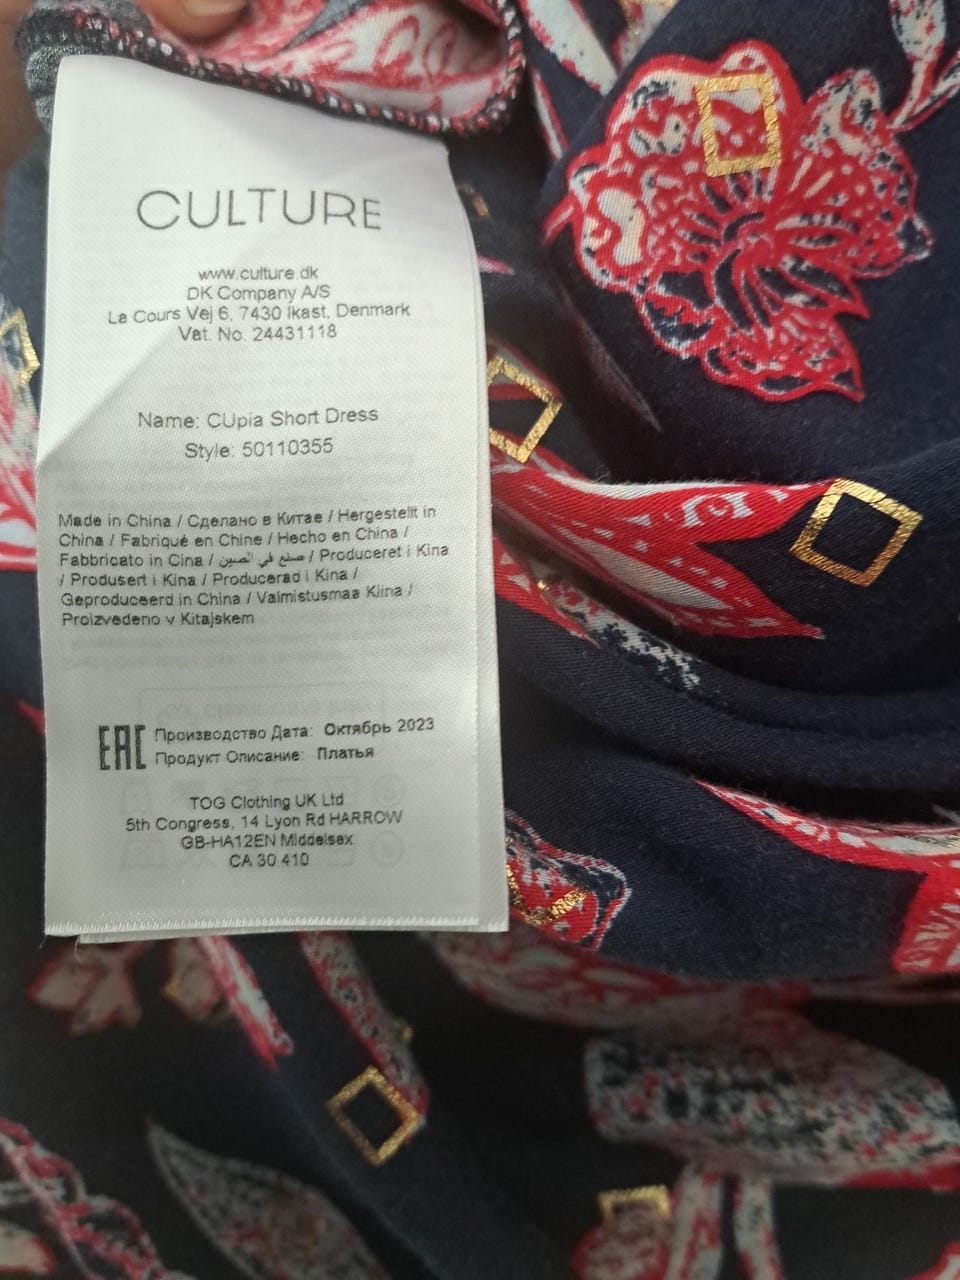 CULTURE
www.culture.dk
DK Company A/S
La Cours Vej 6, 7430 Ikast, Denmark
Vat. No. 24431118
Name: CUpia Short Dress
Style: 50110355
Made in China / Сделано в Китае / Hergestellt in
China / Fabriqué en Chine / Hecho en China /
Fabbricato in Cina / صنع في الصين / Produceret i Kina
/ Produsert i Kina / Producerad i Kina /
Geproduceerd in China / Valmistusmaa Kiina /
Proizvedeno v Kitajskem
EAC Производство Дата: Октябрь 2023
Продукт Описание: Платья
TOG Clothing UK Ltd
5th Congress, 14 Lyon Rd HARROW
GB-HA12EN Middelsex
CA 30 410